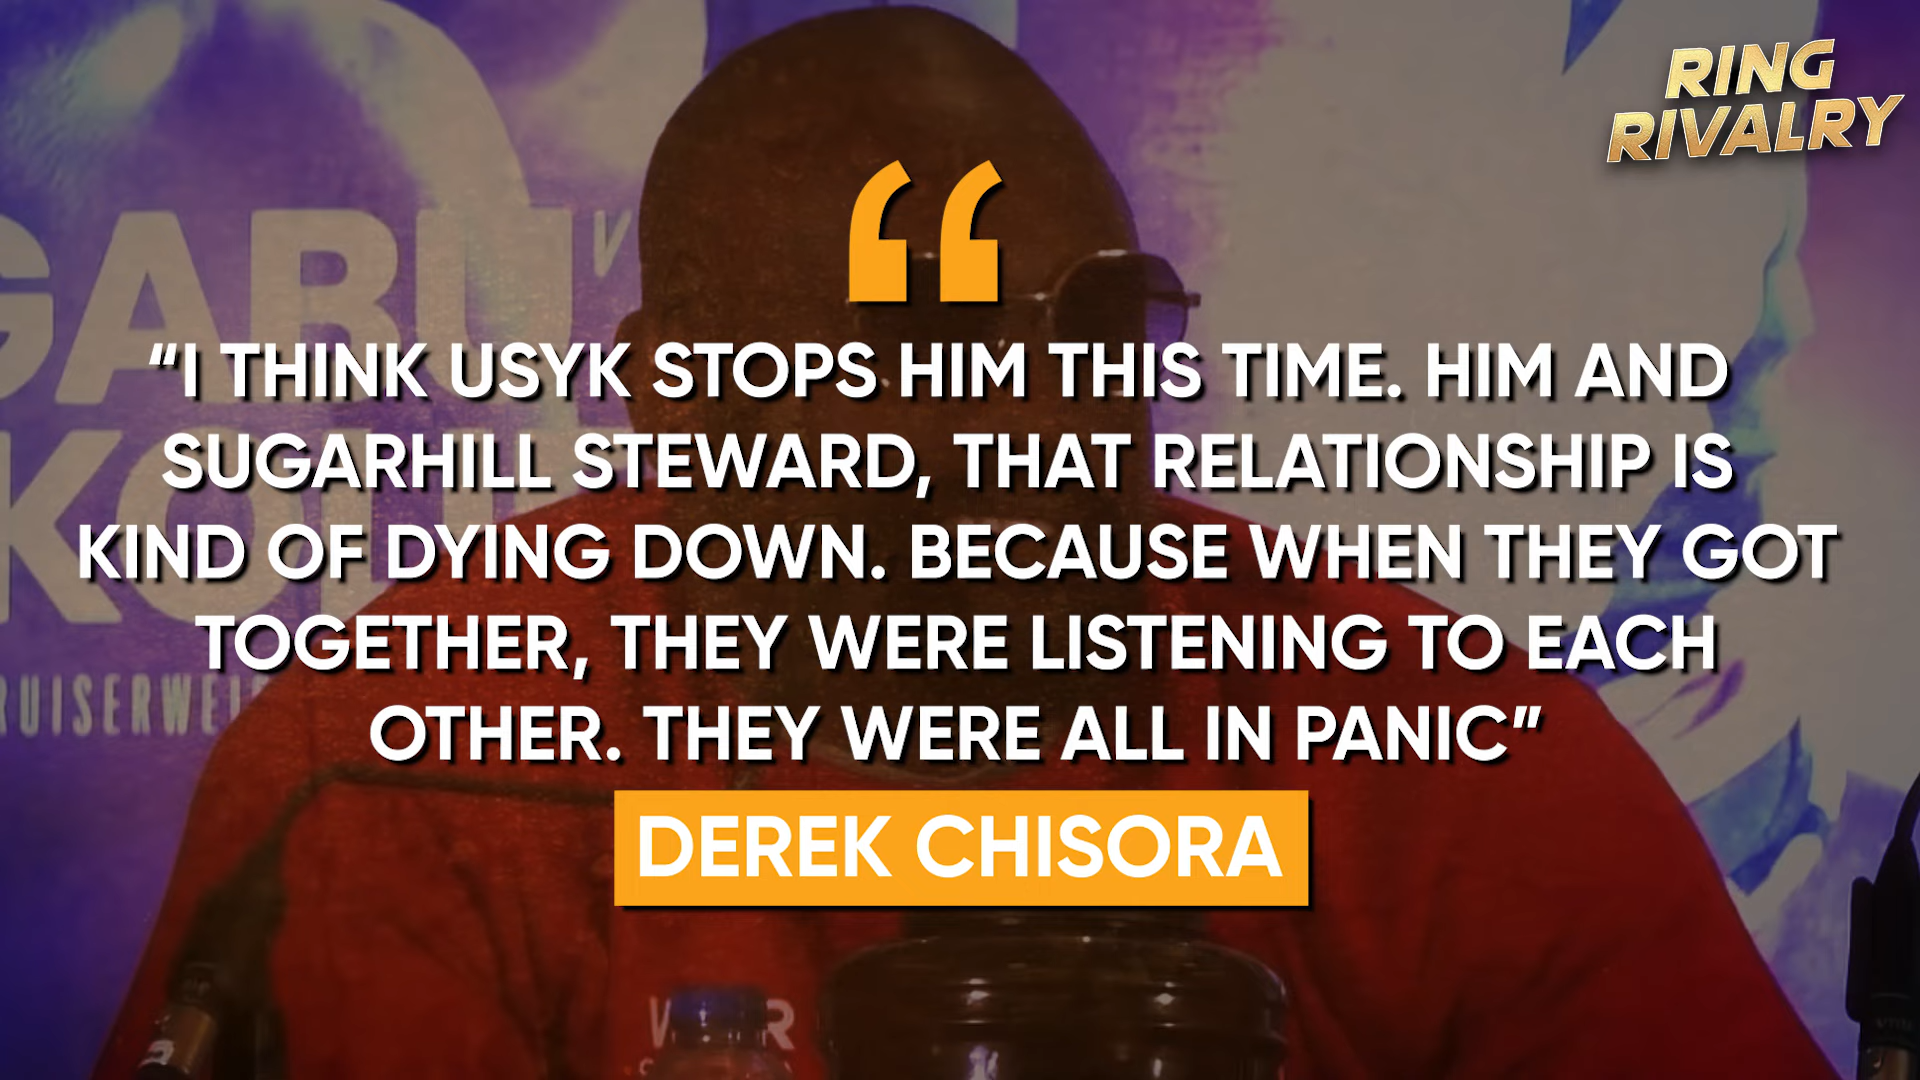 RING
RIVALRY
“
“I THINK USYK STOPS HIM THIS TIME. HIM AND
SUGARHILL STEWARD, THAT RELATIONSHIP IS
KIND OF DYING DOWN. BECAUSE WHEN THEY GOT
TOGETHER, THEY WERE LISTENING TO EACH
OTHER. THEY WERE ALL IN PANIC”
DEREK CHISORA